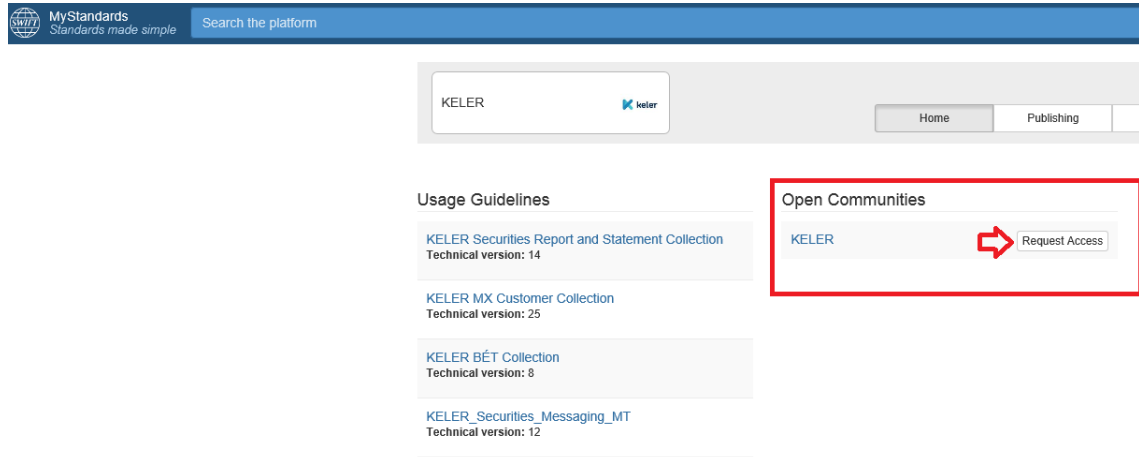 SWIFT
MyStandards
Standards made simple
Search the platform
KELER
keler
Home
Publishing
Usage Guidelines
KELER Securities Report and Statement Collection
Technical version: 14
KELER MX Customer Collection
Technical version: 25
KELER BÉT Collection
Technical version: 8
KELER_Securities_Messaging_MT
Technical version: 12
Open Communities
KELER
Request Access